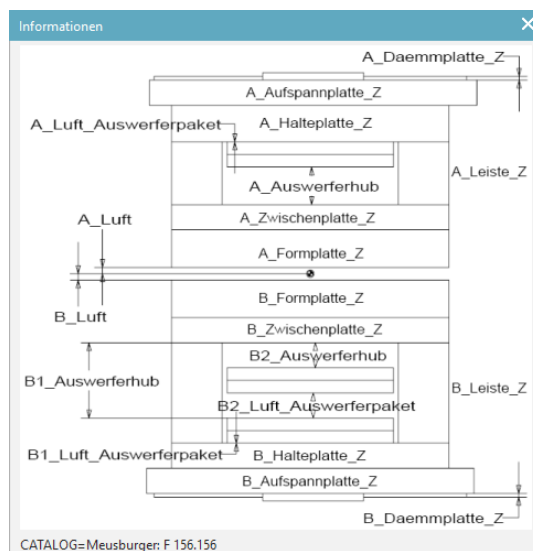 Informationen
A_Daemmplatte_Z
A_Aufspannplatte_Z
A_Luft_Auswerferpaket
A_Halteplatte_Z
A_Leiste_Z
A_Auswerferhub
A_Luft
A_Zwischenplatte_Z
A_Formplatte_Z
B_Formplatte_Z
B_Luft
B_Zwischenplatte_Z
B2_Auswerferhub
B1_Auswerferhub
B_Leiste_Z
B2_Luft_Auswerferpaket
B1_Luft_Auswerferpaket
B_Halteplatte_Z
B_Aufspannplatte_Z
B_Daemmplatte_Z
CATALOG=Meusburger: F 156.156